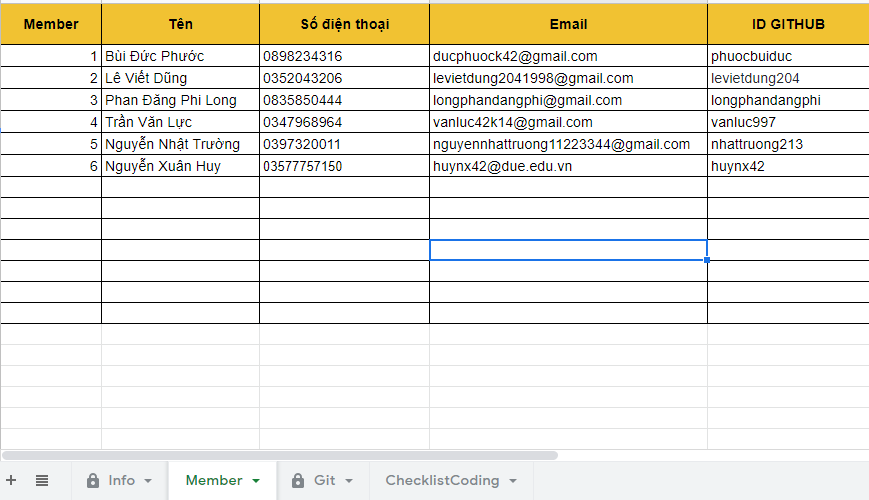 Member Tên Số điện thoại Email ID GITHUB
1 Bùi Đức Phước 0898234316 ducphuock42@gmail.com phuocbuiduc
2 Lê Viết Dũng 0352043206 levietdung2041998@gmail.com levietdung204
3 Phan Đăng Phi Long 0835850444 longphandangphi@gmail.com longphandangphi
4 Trần Văn Lực 0347968964 vanluc42k14@gmail.com vanluc997
5 Nguyễn Nhật Trường 0397320011 nguyennhattruong11223344@gmail.com nhattruong213
6 Nguyễn Xuân Huy 03577757150 huynx42@due.edu.vn huynx42
Info Member Git ChecklistCoding